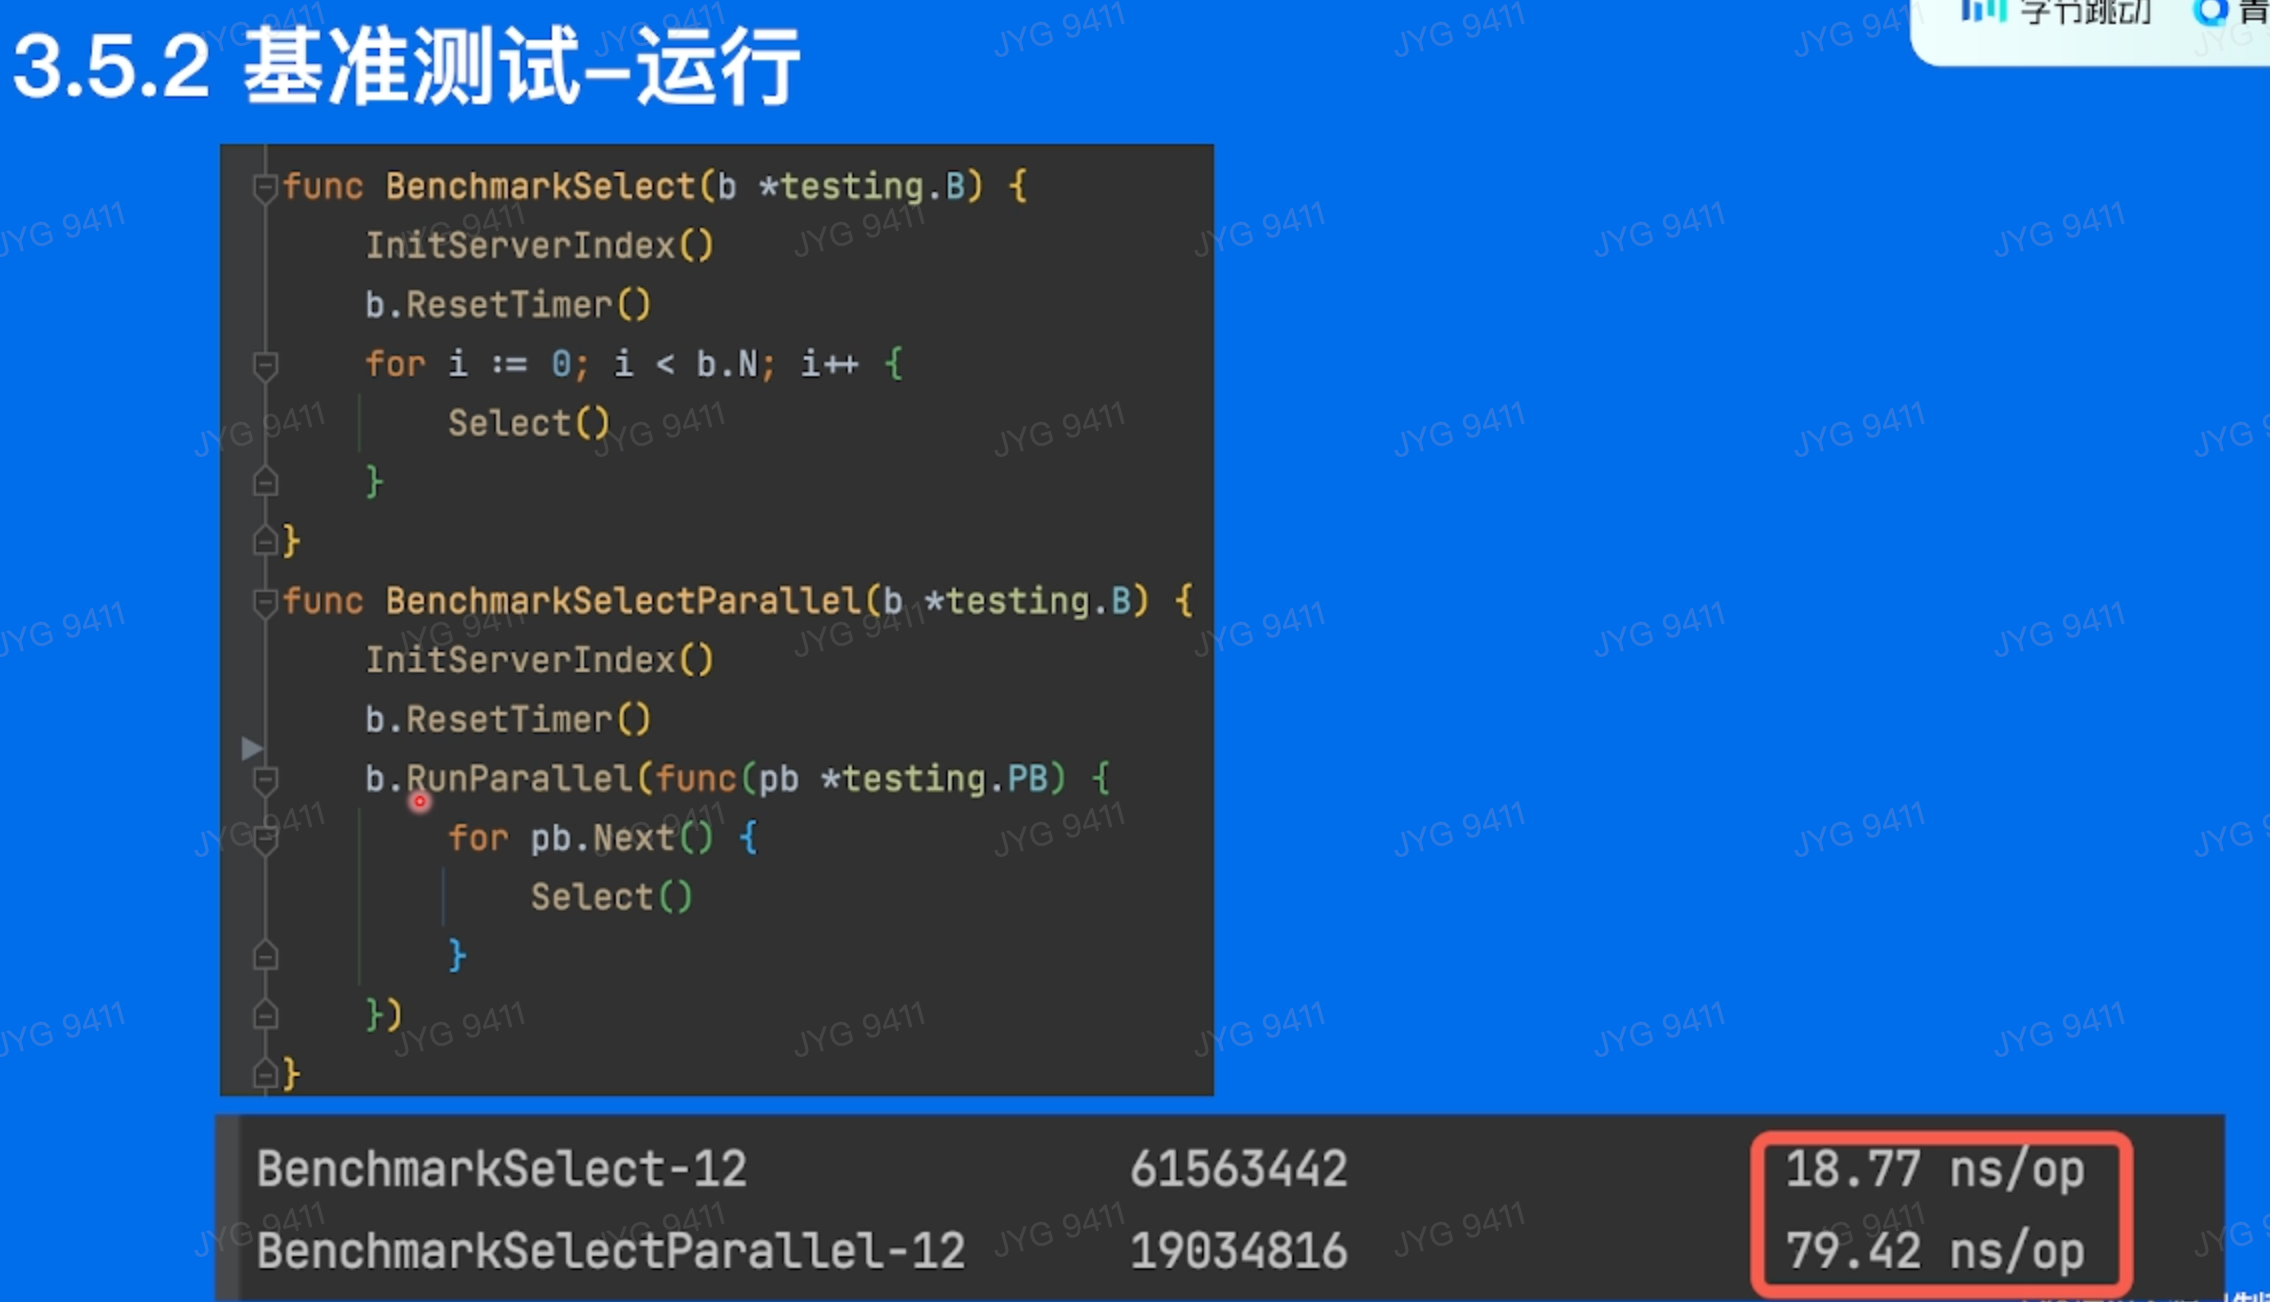 字节跳动
3.5.2 基准测试-运行
func BenchmarkSelect(b *testing.B) {
InitServerIndex()
b.ResetTimer()
for i := 0; i < b.N; i++ {
Select()
}
}
func BenchmarkSelectParallel(b *testing.B) {
InitServerIndex()
b.ResetTimer()
b.RunParallel(func(pb *testing.PB) {
for pb.Next() {
Select()
}
})
}
BenchmarkSelect-12 61563442 18.77 ns/op
BenchmarkSelectParallel-12 19034816 79.42 ns/op
JYG 9411